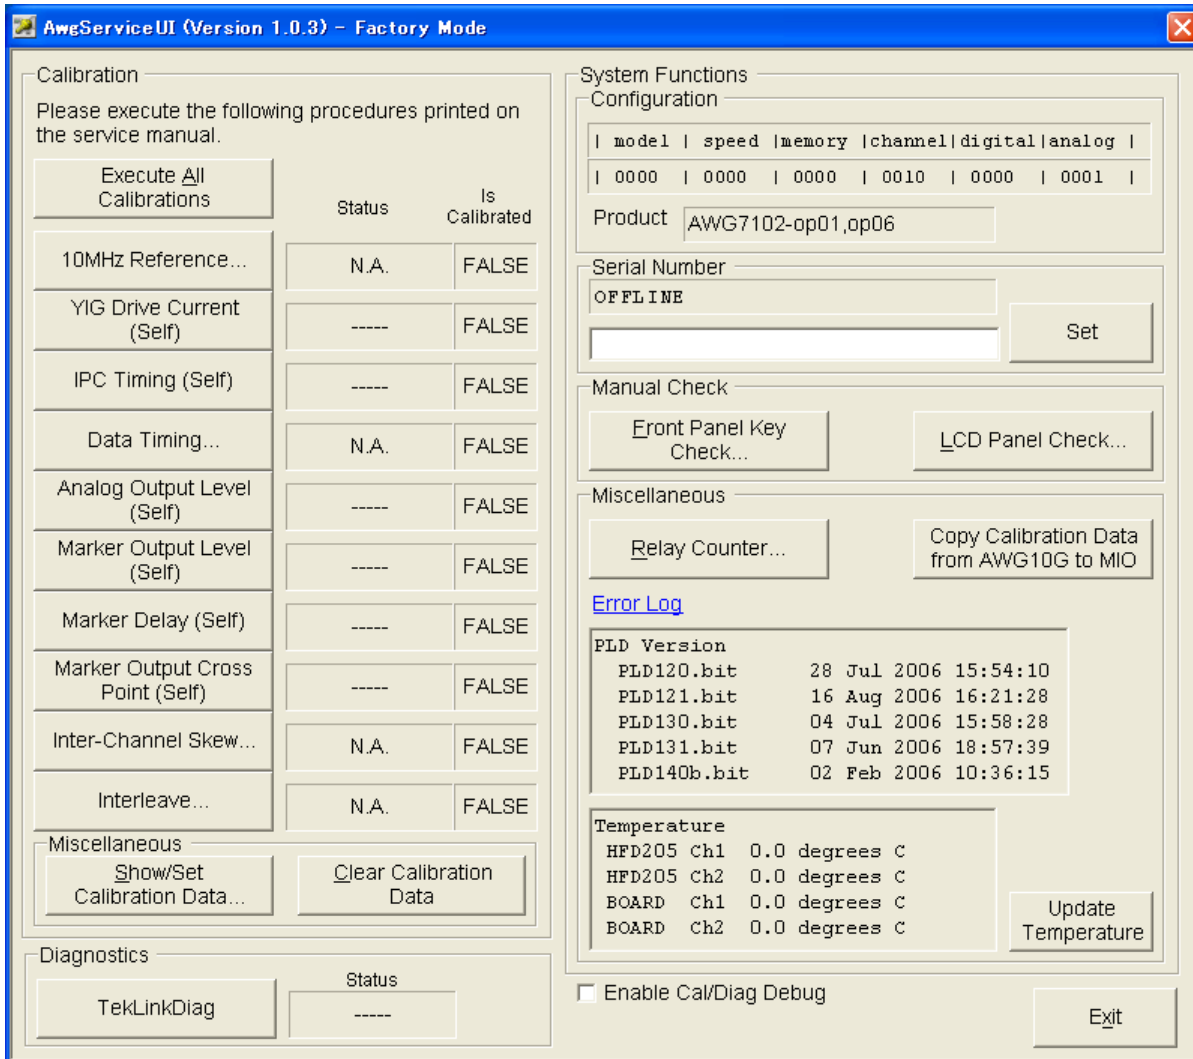 AwgServiceUI (Version 1.0.3) - Factory Mode
Calibration
Please execute the following procedures printed on
the service manual.
Execute All
Calibrations
Status
Is
Calibrated
10MHz Reference...
N.A.
FALSE
YIG Drive Current
(Self)
-----
FALSE
IPC Timing (Self)
-----
FALSE
Data Timing...
N.A.
FALSE
Analog Output Level
(Self)
-----
FALSE
Marker Output Level
(Self)
-----
FALSE
Marker Delay (Self)
-----
FALSE
Marker Output Cross
Point (Self)
-----
FALSE
Inter-Channel Skew...
N.A.
FALSE
Interleave...
N.A.
FALSE
Miscellaneous
Show/Set
Calibration Data...
Clear Calibration
Data
Diagnostics
TekLinkDiag
Status
-----
System Functions
Configuration
| model | speed |memory |channel|digital|analog |
| 0000 | 0000 | 0000 | 0010 | 0000 | 0001 |
Product
AWG7102-op01,op06
Serial Number
OFFLINE
Set
Manual Check
Front Panel Key
Check...
LCD Panel Check...
Miscellaneous
Relay Counter...
Copy Calibration Data
from AWG10G to MIO
Error Log
PLD Version
PLD120.bit 28 Jul 2006 15:54:10
PLD121.bit 16 Aug 2006 16:21:28
PLD130.bit 04 Jul 2006 15:58:28
PLD131.bit 07 Jun 2006 18:57:39
PLD140b.bit 02 Feb 2006 10:36:15
Temperature
HFD205 Ch1 0.0 degrees C
HFD205 Ch2 0.0 degrees C
BOARD Ch1 0.0 degrees C
BOARD Ch2 0.0 degrees C
Update
Temperature
Enable Cal/Diag Debug
Exit